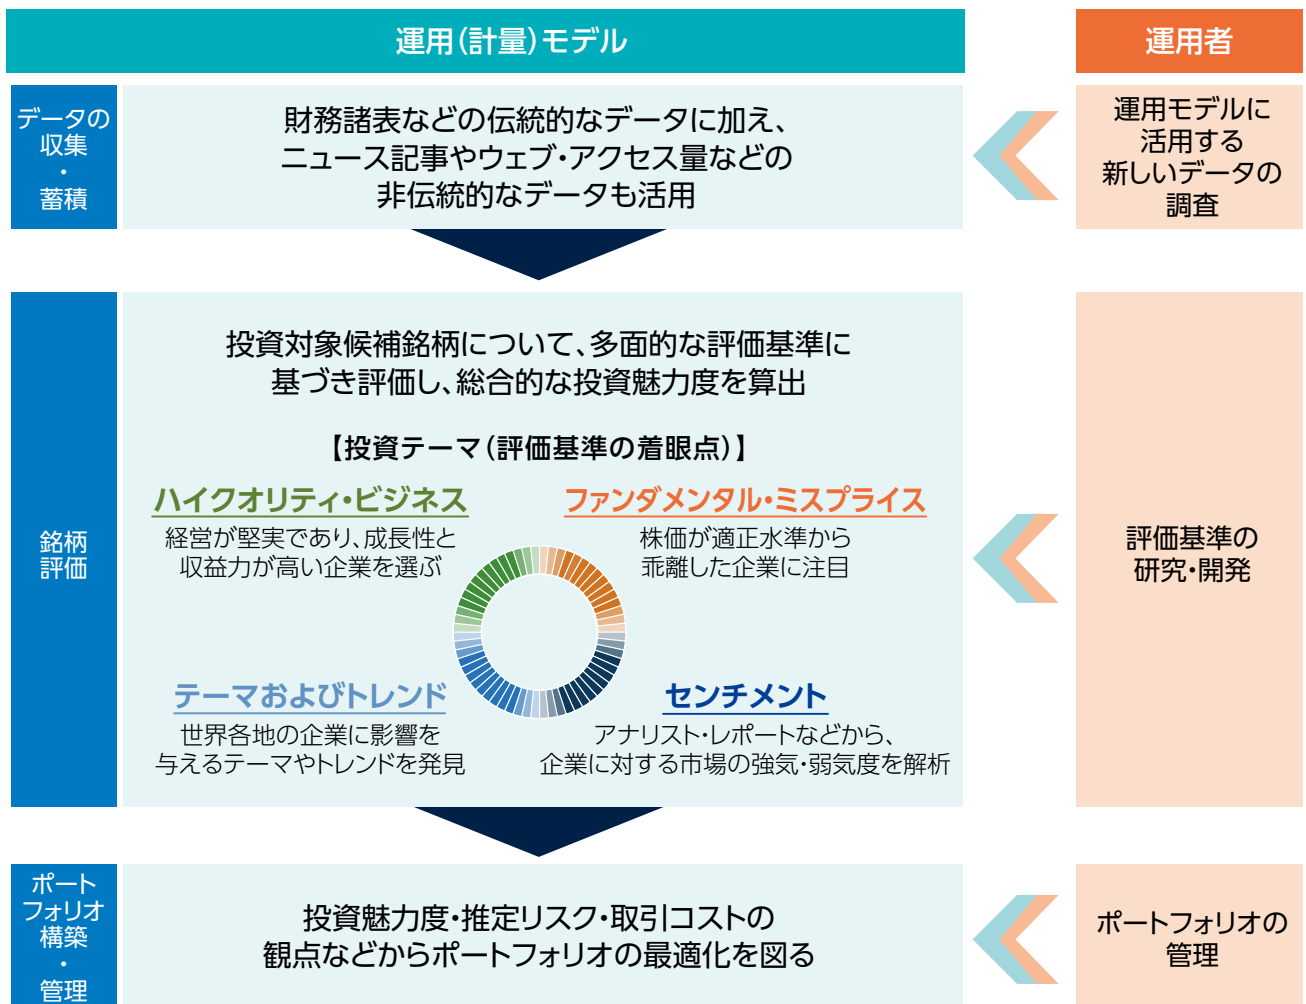 運用(計量)モデル
運用者
データの
収集
・
蓄積
財務諸表などの伝統的なデータに加え、
ニュース記事やウェブ・アクセス量などの
非伝統的なデータも活用
運用モデルに
活用する
新しいデータの
調査
銘柄
評価
投資対象候補銘柄について、多面的な評価基準に
基づき評価し、総合的な投資魅力度を算出
【投資テーマ(評価基準の着眼点)】
ハイクオリティ・ビジネス
経営が堅実であり、成長性と
収益力が高い企業を選ぶ
ファンダメンタル・ミスプライス
株価が適正水準から
乖離した企業に注目
テーマおよびトレンド
世界各地の企業に影響を
与えるテーマやトレンドを発見
センチメント
アナリスト・レポートなどから、
企業に対する市場の強気・弱気度を解析
評価基準の
研究・開発
ポート
フォリオ
構築
・
管理
投資魅力度・推定リスク・取引コストの
観点などからポートフォリオの最適化を図る
ポートフォリオの
管理